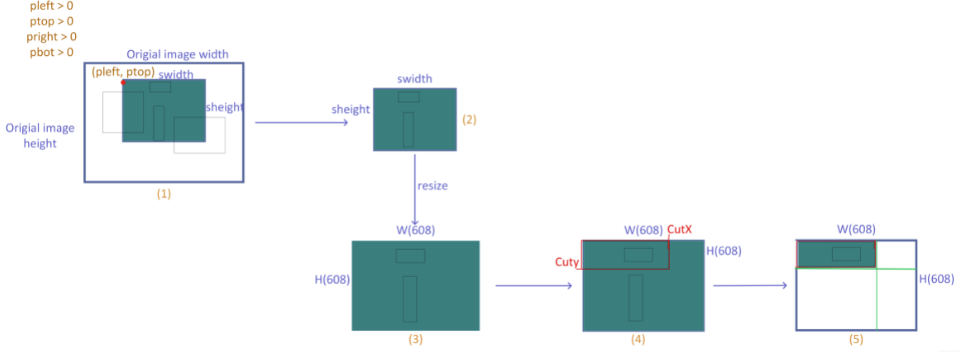 pleft > 0
ptop > 0
pright > 0
pbot > 0
Origial image width
(pleft, ptop)
swidth
sheight
Origial image
height
(1)
swidth
sheight
(2)
resize
W(608)
H(608)
(3)
W(608)
CutX
Cuty
H(608)
(4)
W(608)
H(608)
(5)